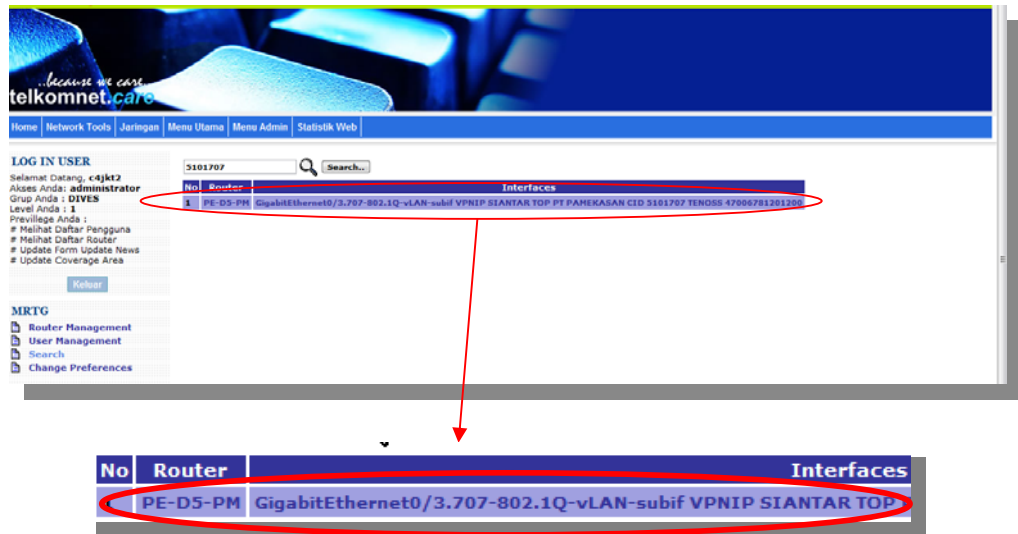 ..because we care..
telkomnet.care
Home Network Tools Jaringan Menu Utama Menu Admin Statistik Web
LOG IN USER
Selamat Datang, c4jkt2
Akses Anda: administrator
Grup Anda : DIVES
Level Anda : 1
Previllege Anda :
# Melihat Daftar Pengguna
# Melihat Daftar Router
# Update Form Update News
# Update Coverage Area
Keluar
MRTG
Router Management
User Management
Search
Change Preferences
5101707 Search..
No Router Interfaces
1 PE-D5-PM GigabitEthernet0/3.707-802.1Q-vLAN-subif VPNIP SIANTAR TOP PT PAMEKASAN CID 5101707 TENOSS 47006781201200
No Router Interfaces
PE-D5-PM GigabitEthernet0/3.707-802.1Q-vLAN-subif VPNIP SIANTAR TOP